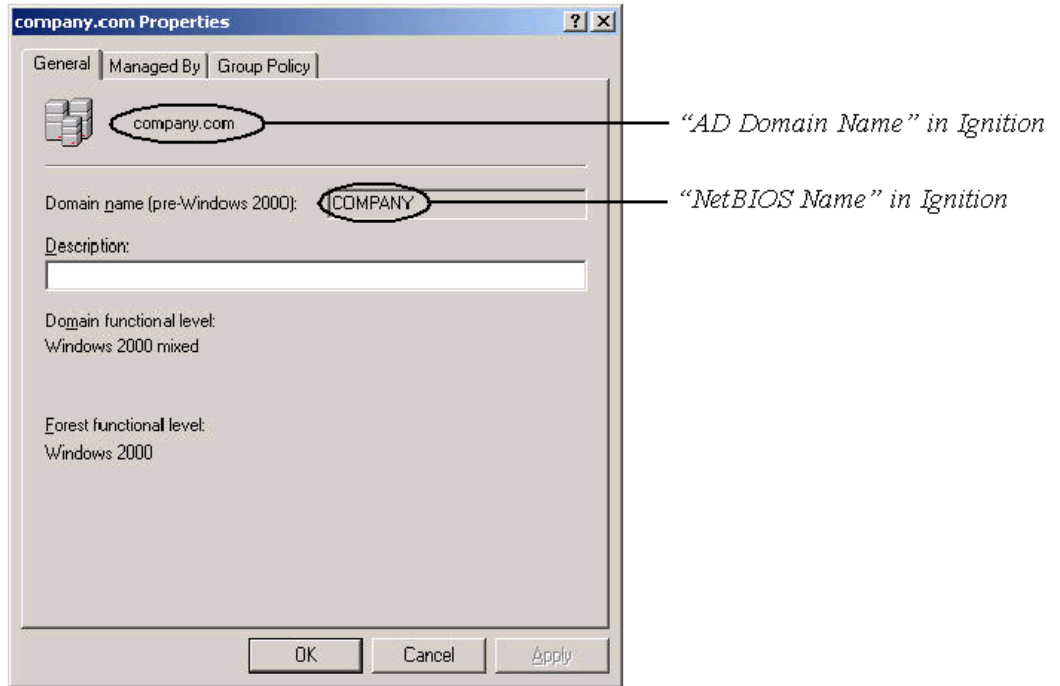 company.com Properties
? ×
General Managed By Group Policy
company.com
“AD Domain Name” in Ignition
Domain name (pre-Windows 2000): COMPANY
“NetBIOS Name” in Ignition
Description:
Domain functional level:
Windows 2000 mixed
Forest functional level:
Windows 2000
OK Cancel Apply